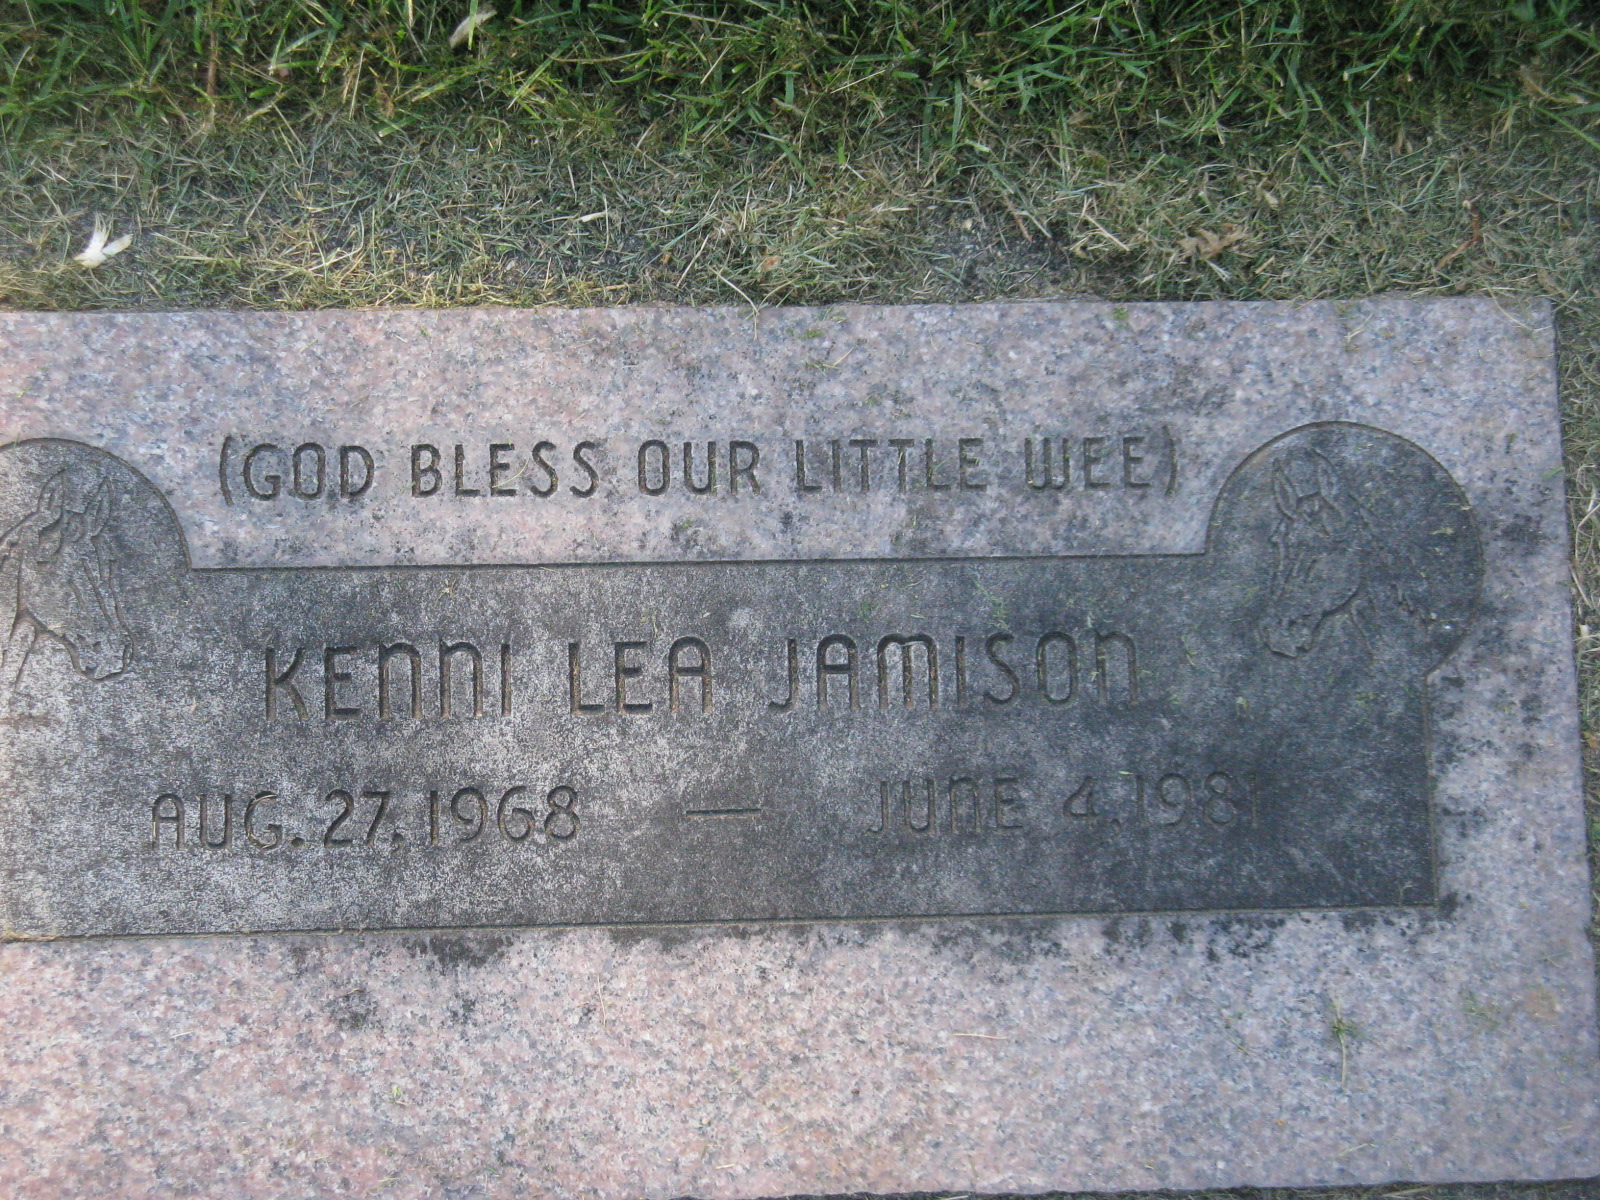 (GOD BLESS OUR LITTLE WEE)
KENNI LEA JAMISON
AUG. 27, 1968 — JUNE 4, 1981